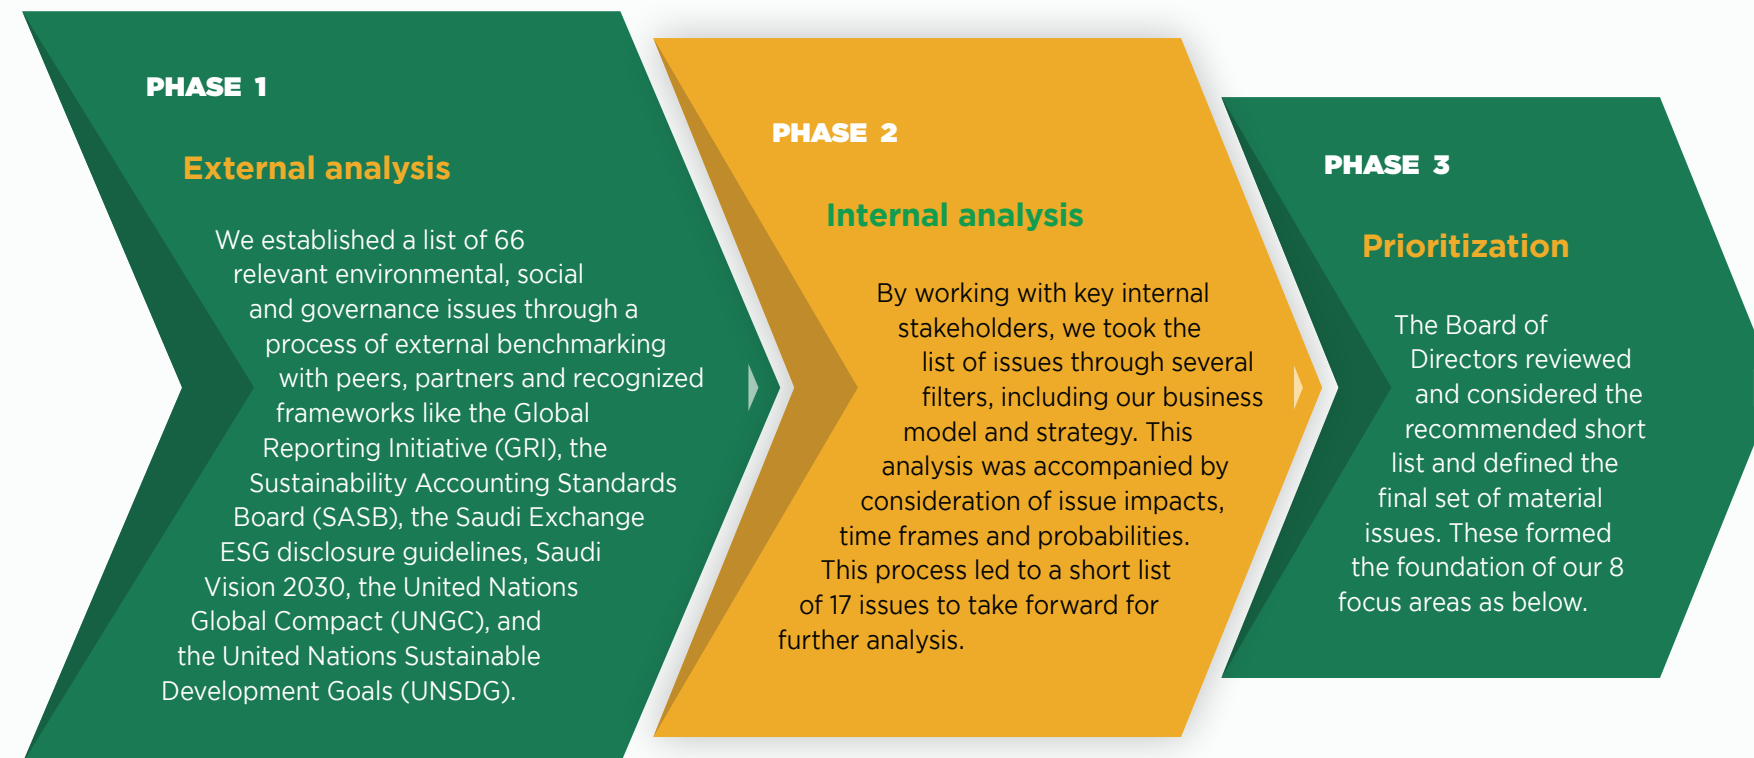 PHASE 1
External analysis
We established a list of 66
relevant environmental, social
and governance issues through a
process of external benchmarking
with peers, partners and recognized
frameworks like the Global
Reporting Initiative (GRI), the
Sustainability Accounting Standards
Board (SASB), the Saudi Exchange
ESG disclosure guidelines, Saudi
Vision 2030, the United Nations
Global Compact (UNGC), and
the United Nations Sustainable
Development Goals (UNSDG).
PHASE 2
Internal analysis
By working with key internal
stakeholders, we took the
list of issues through several
filters, including our business
model and strategy. This
analysis was accompanied by
consideration of issue impacts,
time frames and probabilities.
This process led to a short list
of 17 issues to take forward for
further analysis.
PHASE 3
Prioritization
The Board of
Directors reviewed
and considered the
recommended short
list and defined the
final set of material
issues. These formed
the foundation of our 8
focus areas as below.